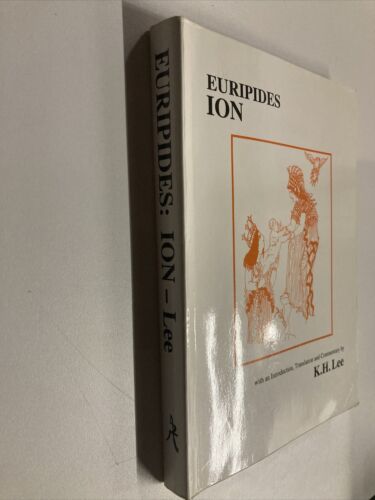 EURIPIDES: ION – Lee
EURIPIDES
ION
with an Introduction, Translation and Commentary by
K.H. Lee